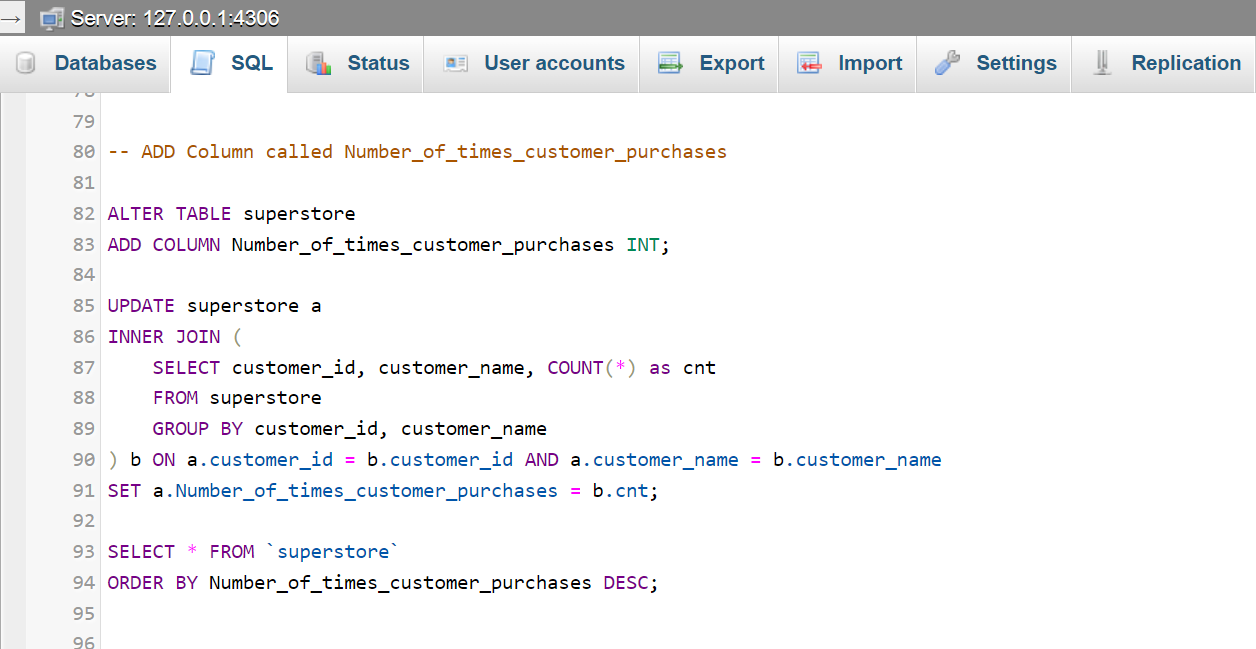 → Server: 127.0.0.1:4306
Databases SQL Status User accounts Export Import Settings Replication
78
79
80 -- ADD Column called Number_of_times_customer_purchases
81
82 ALTER TABLE superstore
83 ADD COLUMN Number_of_times_customer_purchases INT;
84
85 UPDATE superstore a
86 INNER JOIN (
87     SELECT customer_id, customer_name, COUNT(*) as cnt
88     FROM superstore
89     GROUP BY customer_id, customer_name
90 ) b ON a.customer_id = b.customer_id AND a.customer_name = b.customer_name
91 SET a.Number_of_times_customer_purchases = b.cnt;
92
93 SELECT * FROM `superstore`
94 ORDER BY Number_of_times_customer_purchases DESC;
95
96